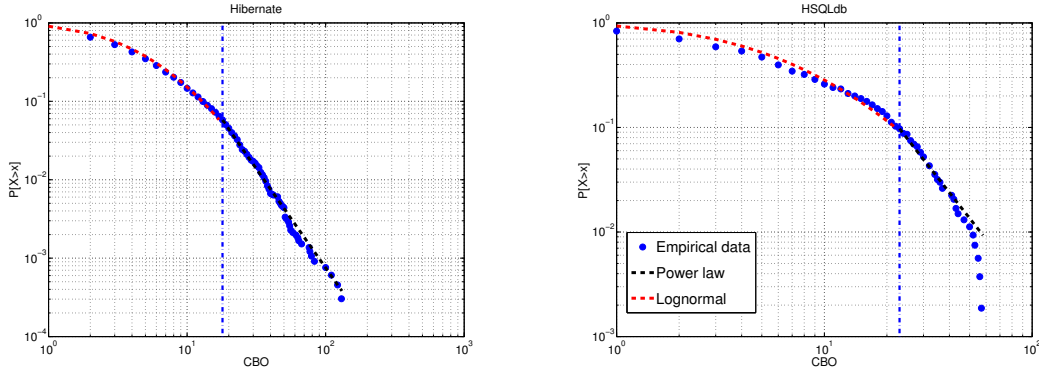 Hibernate
10^0
10^-1
10^-2
10^-3
10^-4
P[X>x]
10^0
10^1
10^2
10^3
CBO
HSQLdb
10^0
10^-1
10^-2
10^-3
P[X>x]
Empirical data
Power law
Lognormal
10^0
10^1
10^2
CBO